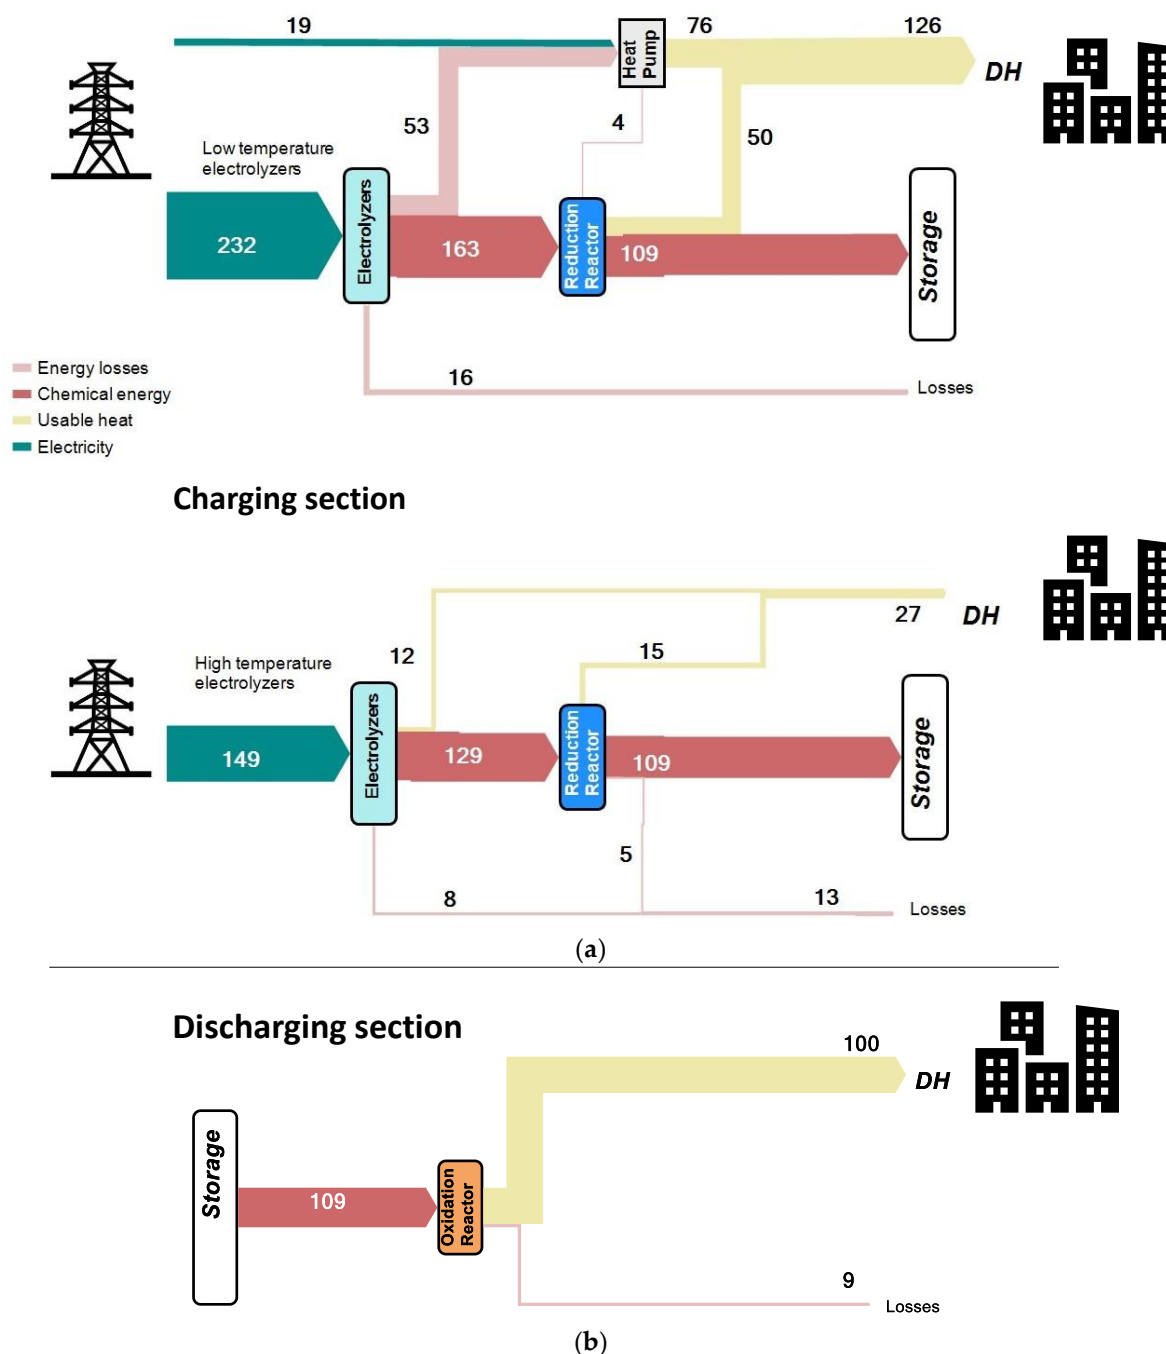 19
Heat
Pump
76
126
DH
53
4
50
Low temperature
electrolyzers
232
Electrolyzers
163
Reduction
Reactor
109
Storage
Energy losses
Chemical energy
Usable heat
Electricity
16
Losses
Charging section
27
DH
12
15
High temperature
electrolyzers
149
Electrolyzers
129
Reduction
Reactor
109
Storage
5
8
13
Losses
(a)
Discharging section
100
DH
Storage
109
Oxidation
Reactor
9
Losses
(b)